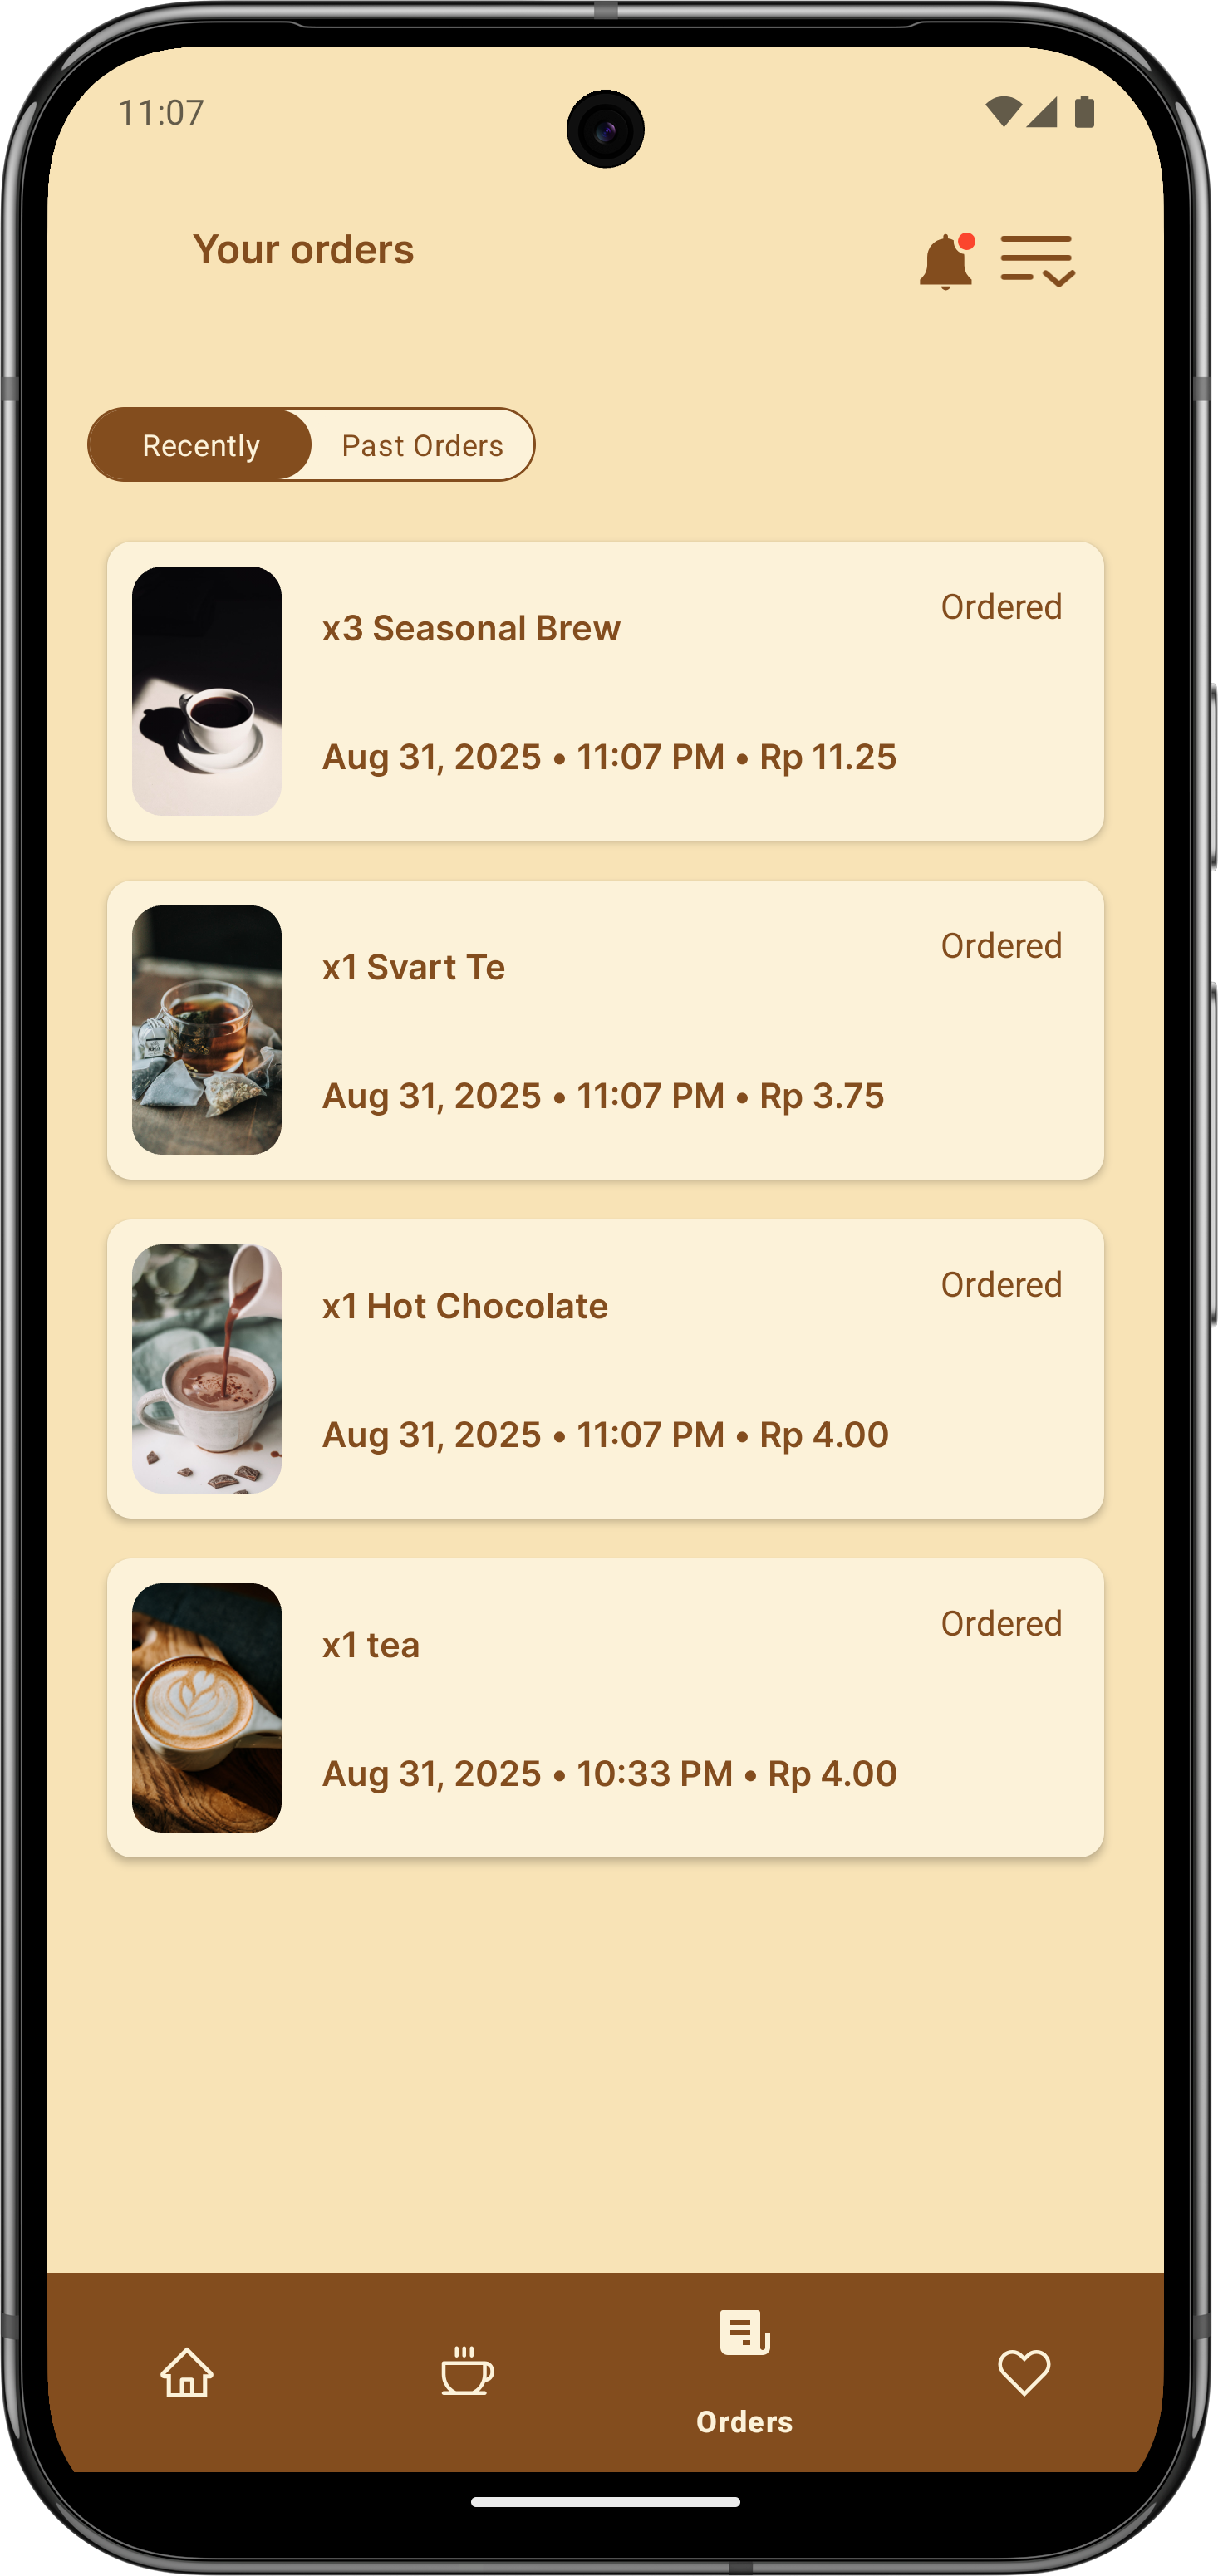 11:07
Your orders
Recently
Past Orders
x3 Seasonal Brew
Ordered
Aug 31, 2025 • 11:07 PM • Rp 11.25
x1 Svart Te
Ordered
Aug 31, 2025 • 11:07 PM • Rp 3.75
x1 Hot Chocolate
Ordered
Aug 31, 2025 • 11:07 PM • Rp 4.00
x1 tea
Ordered
Aug 31, 2025 • 10:33 PM • Rp 4.00
Orders